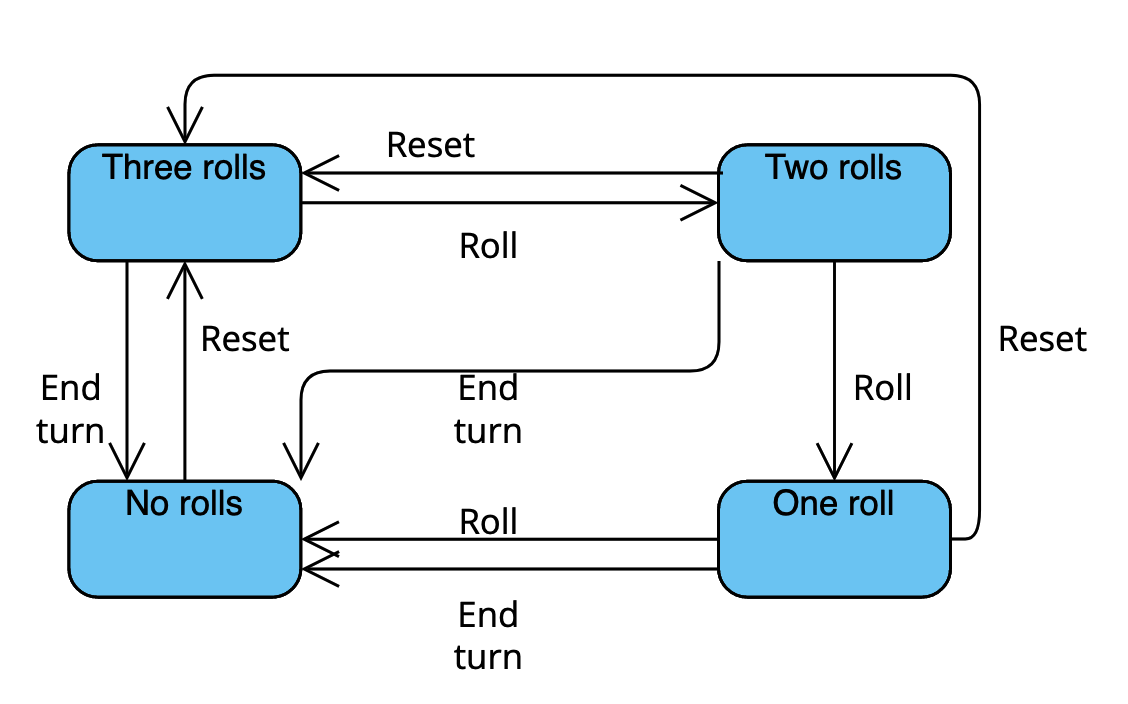 Reset
Three rolls
Two rolls
Roll
Reset
Reset
End
turn
End
turn
Roll
No rolls
One roll
Roll
End
turn